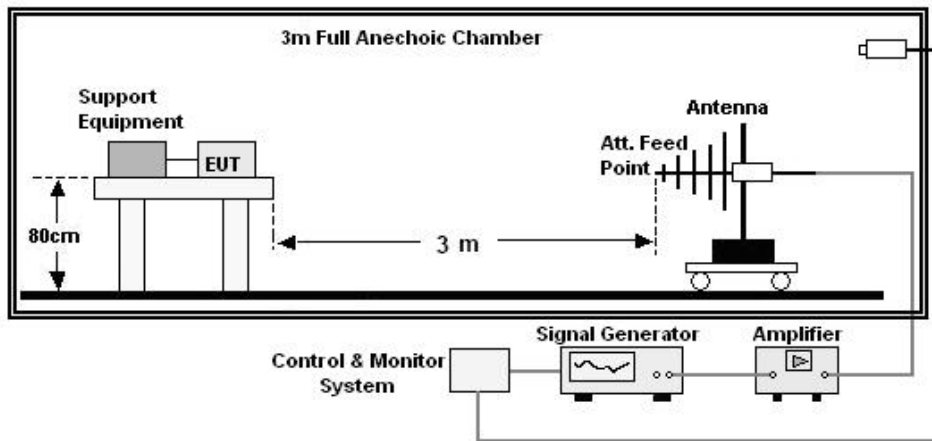 3m Full Anechoic Chamber
Support
Equipment
EUT
80cm
3 m
Antenna
Att. Feed
Point
Signal Generator
Amplifier
Control & Monitor
System